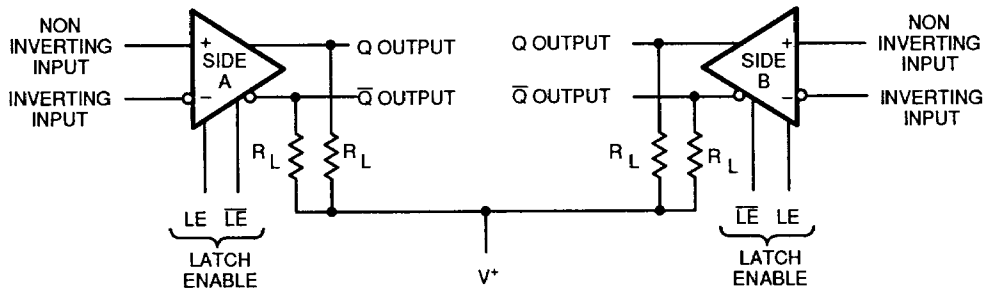 NON
INVERTING
INPUT
+
SIDE
A
−
INVERTING
INPUT
Q OUTPUT
Q̅ OUTPUT
R L
R L
LE
L̅E̅
LATCH
ENABLE
V+
Q OUTPUT
Q̅ OUTPUT
+
SIDE
B
−
NON
INVERTING
INPUT
INVERTING
INPUT
R L
R L
L̅E̅
LE
LATCH
ENABLE